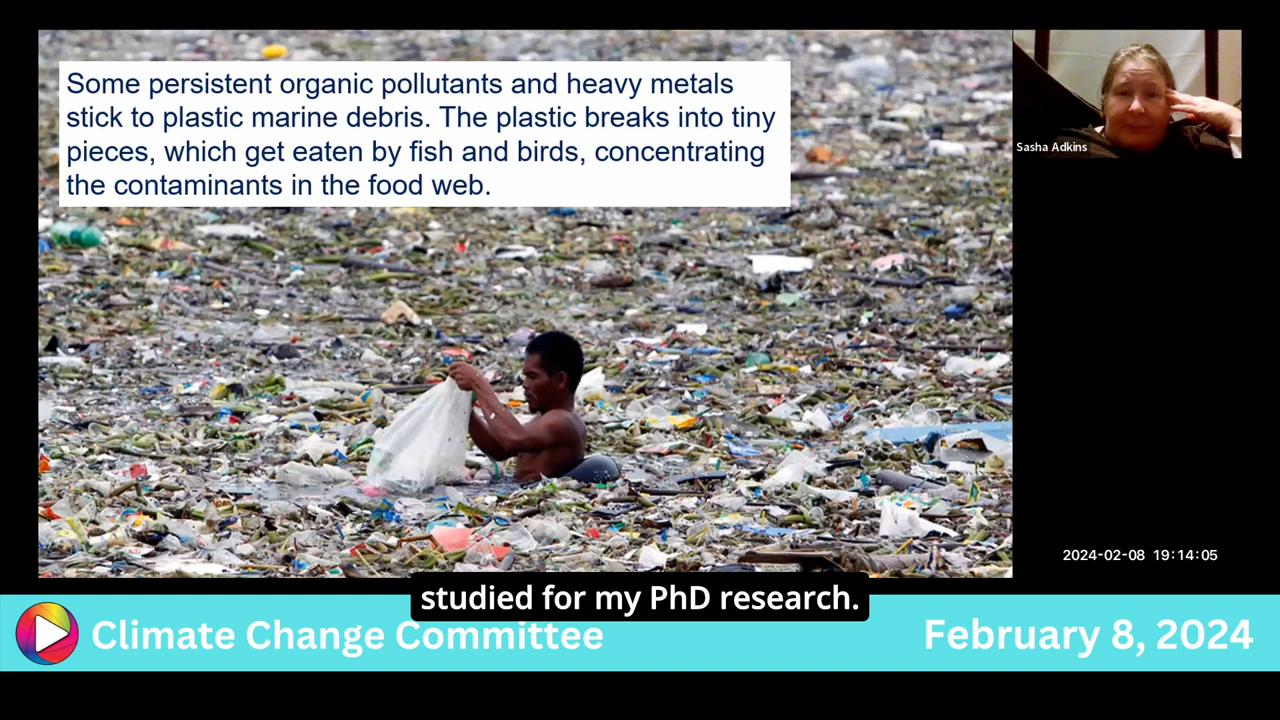 Some persistent organic pollutants and heavy metals
stick to plastic marine debris. The plastic breaks into tiny
pieces, which get eaten by fish and birds, concentrating
the contaminants in the food web.
Sasha Adkins
2024-02-08 19:14:05
studied for my PhD research.
Climate Change Committee
February 8, 2024